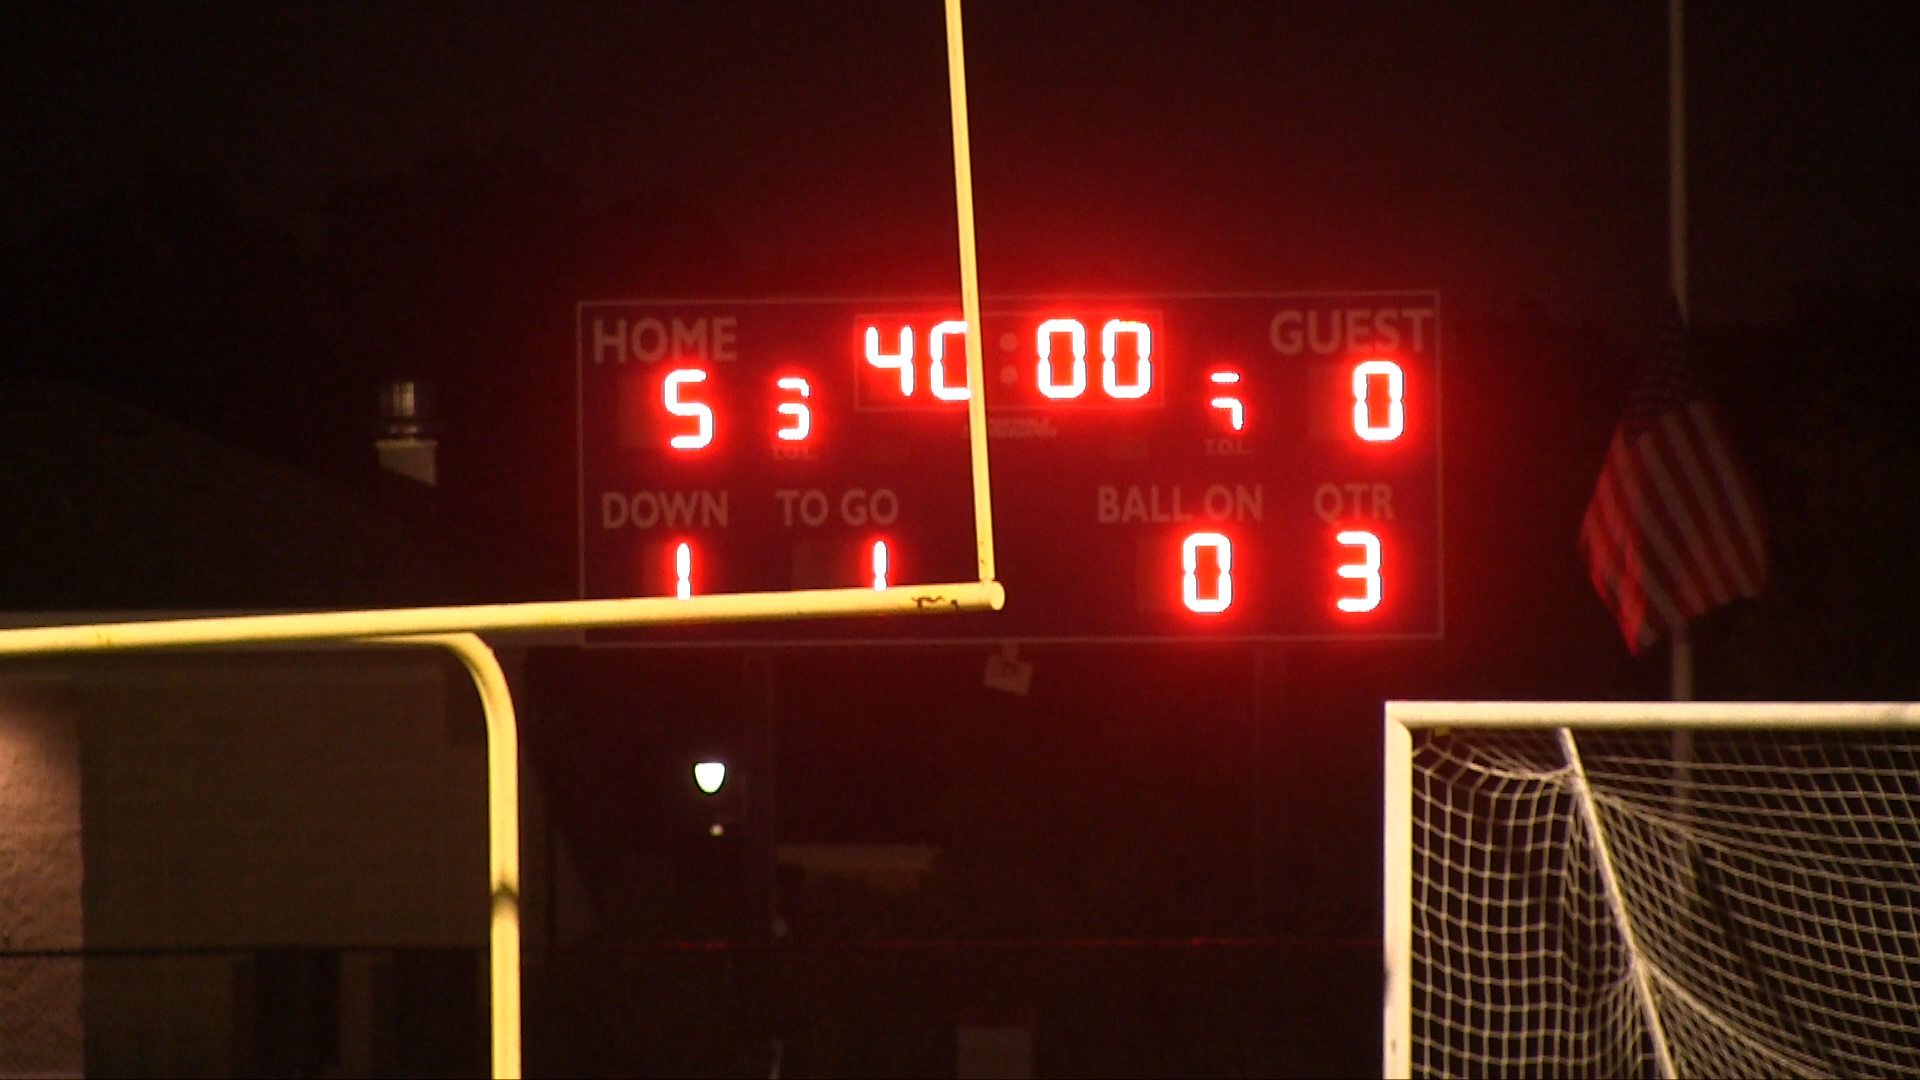 HOME 40:00 GUEST
5 3 0
T.O.L. T.O.L.
DOWN TO GO BALL ON QTR
1 1 0 3